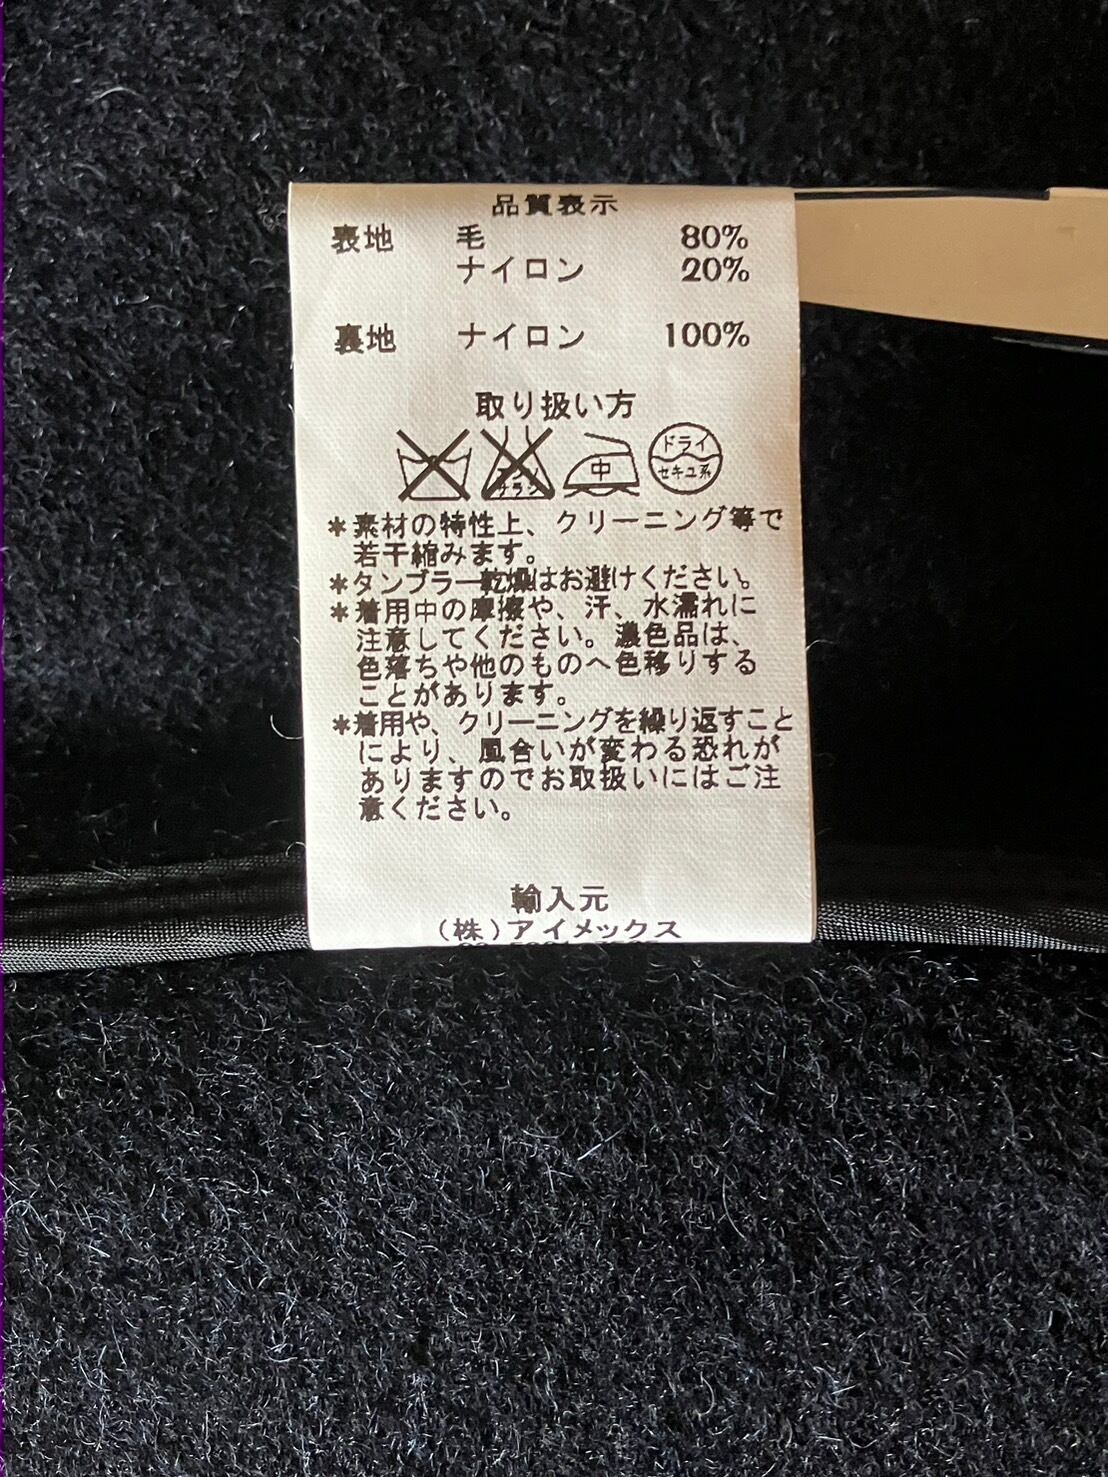 品質表示
表地 毛 80%
ナイロン 20%
裏地 ナイロン 100%
取り扱い方
中
ドライ
セキユ系
*素材の特性上、クリーニング等で
若干縮みます。
*タンブラー乾燥はお避けください。
*着用中の摩擦や、汗、水濡れに
注意してください。濃色品は、
色落ちや他のものへ色移りする
ことがあります。
*着用や、クリーニングを繰り返すこと
により、風合いが変わる恐れが
ありますのでお取扱いにはご注
意ください。
輸入元
(株)アイメックス